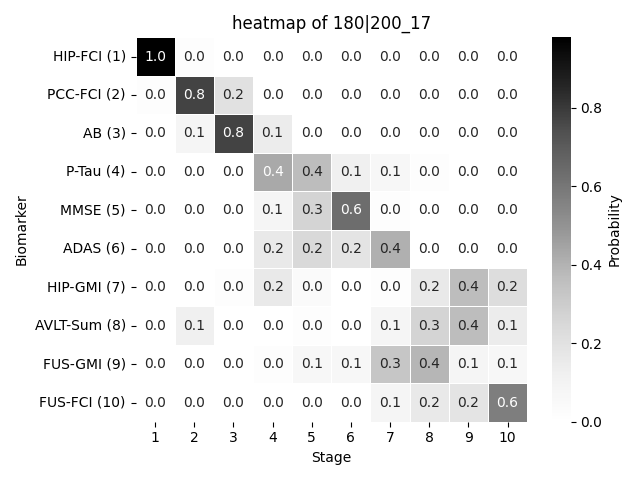 heatmap of 180|200_17
HIP-FCI (1) 1.0 0.0 0.0 0.0 0.0 0.0 0.0 0.0 0.0 0.0
PCC-FCI (2) 0.0 0.8 0.2 0.0 0.0 0.0 0.0 0.0 0.0 0.0
AB (3) 0.0 0.1 0.8 0.1 0.0 0.0 0.0 0.0 0.0 0.0
P-Tau (4) 0.0 0.0 0.0 0.4 0.4 0.1 0.1 0.0 0.0 0.0
MMSE (5) 0.0 0.0 0.0 0.1 0.3 0.6 0.0 0.0 0.0 0.0
ADAS (6) 0.0 0.0 0.0 0.2 0.2 0.2 0.4 0.0 0.0 0.0
HIP-GMI (7) 0.0 0.0 0.0 0.2 0.0 0.0 0.0 0.2 0.4 0.2
AVLT-Sum (8) 0.0 0.1 0.0 0.0 0.0 0.0 0.1 0.3 0.4 0.1
FUS-GMI (9) 0.0 0.0 0.0 0.0 0.1 0.1 0.3 0.4 0.1 0.1
FUS-FCI (10) 0.0 0.0 0.0 0.0 0.0 0.0 0.1 0.2 0.2 0.6
1 2 3 4 5 6 7 8 9 10
Stage
Biomarker
0.8
0.6
0.4
0.2
0.0
Probability